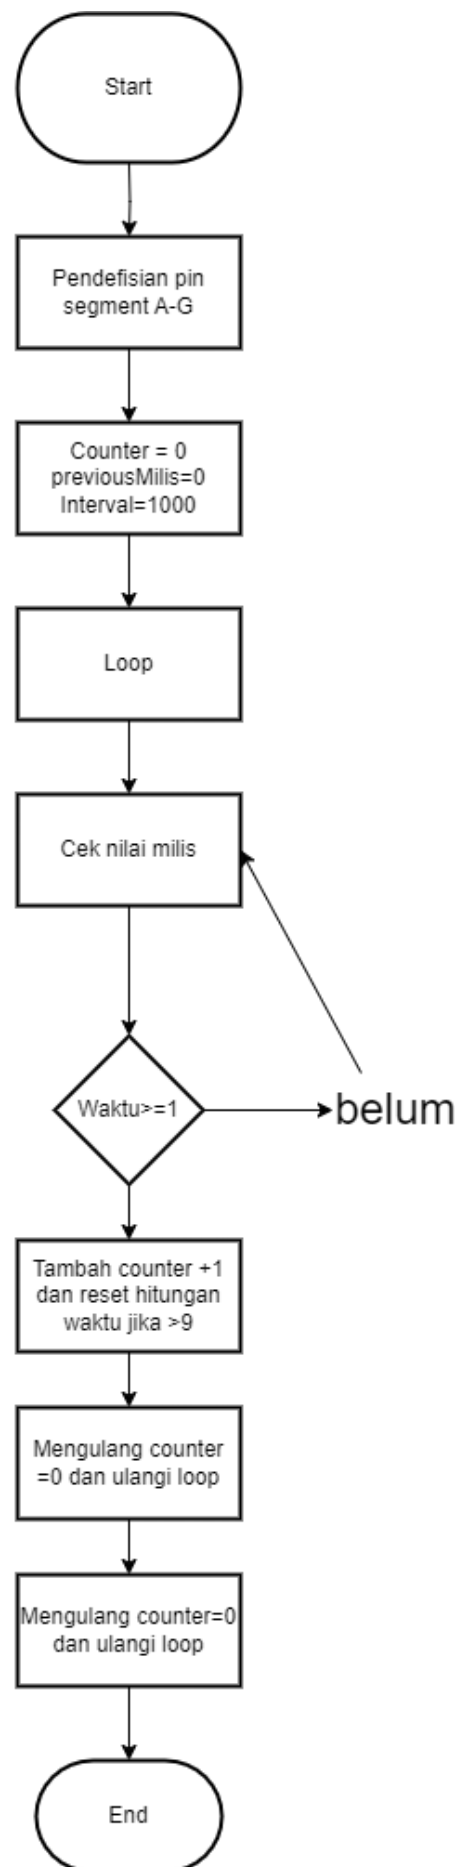 Start
Pendefisian pin
segment A-G
Counter = 0
previousMilis=0
Interval=1000
Loop
Cek nilai milis
Waktu>=1
belum
Tambah counter +1
dan reset hitungan
waktu jika >9
Mengulang counter
=0 dan ulangi loop
Mengulang counter=0
dan ulangi loop
End